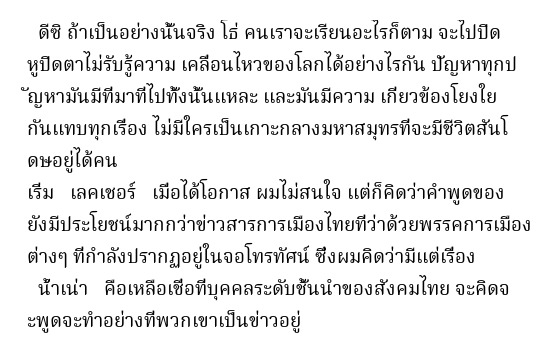 ดีซิ ถ้าเป็นอย่างนั้นจริง โธ่ คนเราจะเรียนอะไรก็ตาม จะไปปิด
หูปิดตาไม่รับรู้ความ เคลื่อนไหวของโลกได้อย่างไรกัน ปัญหาทุกป
ัญหามันมีที่มาที่ไปทั้งนั้นแหละ และมันมีความ เกี่ยวข้องโยงใย
กันแทบทุกเรื่อง ไม่มีใครเป็นเกาะกลางมหาสมุทรที่จะมีชีวิตสันโ
ดษอยู่ได้คน
เริ่ม เลคเชอร์ เมื่อได้โอกาส ผมไม่สนใจ แต่ก็คิดว่าคำพูดของ
ยังมีประโยชน์มากกว่าข่าวสารการเมืองไทยที่ว่าด้วยพรรคการเมือง
ต่างๆ ที่กำลังปรากฏอยู่ในจอโทรทัศน์ ซึ่งผมคิดว่ามีแต่เรื่อง
น้ำเน่า คือเหลือเชื่อที่บุคคลระดับชั้นนำของสังคมไทย จะคิดจ
ะพูดจะทำอย่างที่พวกเขาเป็นข่าวอยู่